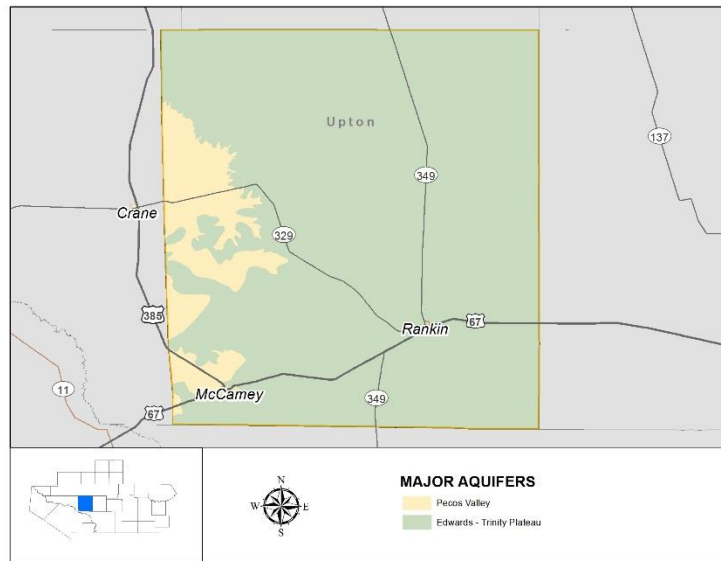 Upton
137
349
Crane
329
385
Rankin
67
McCamey
11
67
349
N
W E
S
MAJOR AQUIFERS
Pecos Valley
Edwards - Trinity Plateau